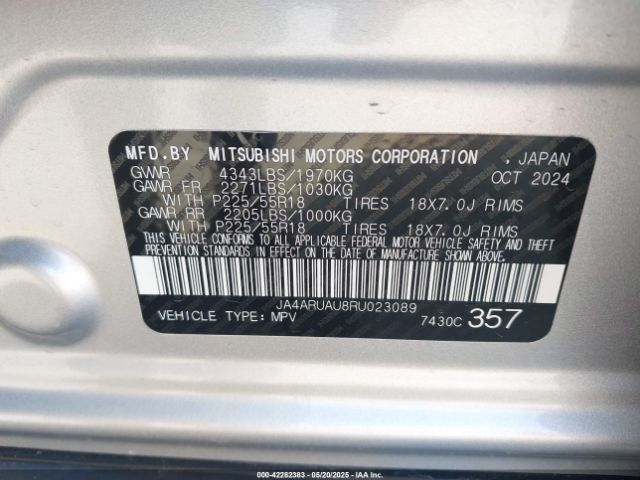 MFD.BY MITSUBISHI MOTORS CORPORATION , JAPAN
GVWR 4343LBS/1970KG OCT 2024
GAWR FR 2271LBS/1030KG
WITH P225/55R18 TIRES 18X7.0J RIMS
GAWR RR 2205LBS/1000KG
WITH P225/55R18 TIRES 18X7.0J RIMS
THIS VEHICLE CONFORMS TO ALL APPLICABLE FEDERAL MOTOR VEHICLE SAFETY AND THEFT
PREVENTION STANDARDS IN EFFECT ON THE DATE OF MANUFACTURE SHOWN ABOVE.
JA4ARUAU8RU023089
VEHICLE TYPE: MPV 7430C 357
000-42282383 - 05/20/2025 - IAA Inc.